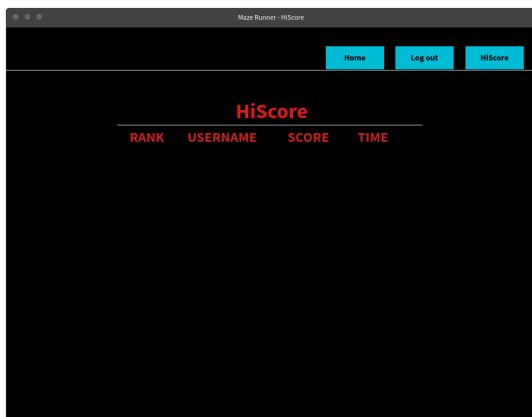 Maze Runner - HiScore
Home Log out HiScore
HiScore
RANK USERNAME SCORE TIME